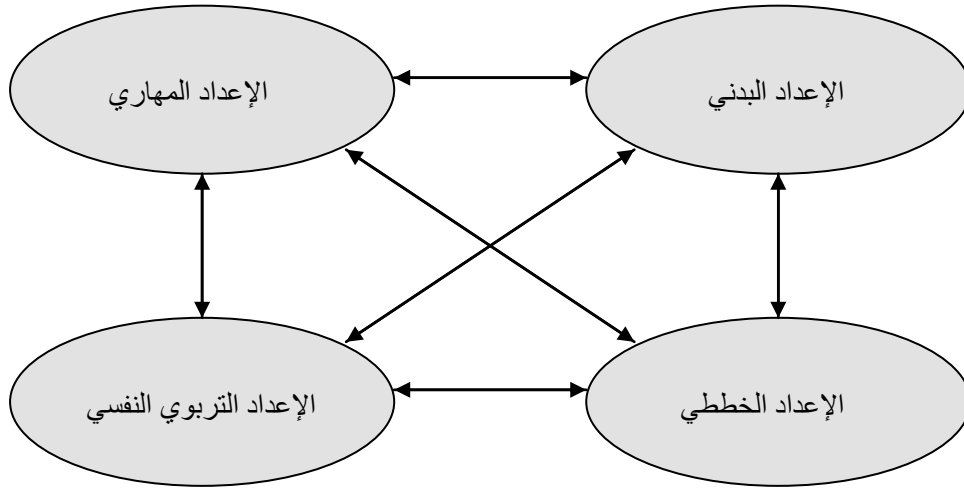 الإعداد البدني
الإعداد المهاري
الإعداد الخططي
الإعداد التربوي النفسي